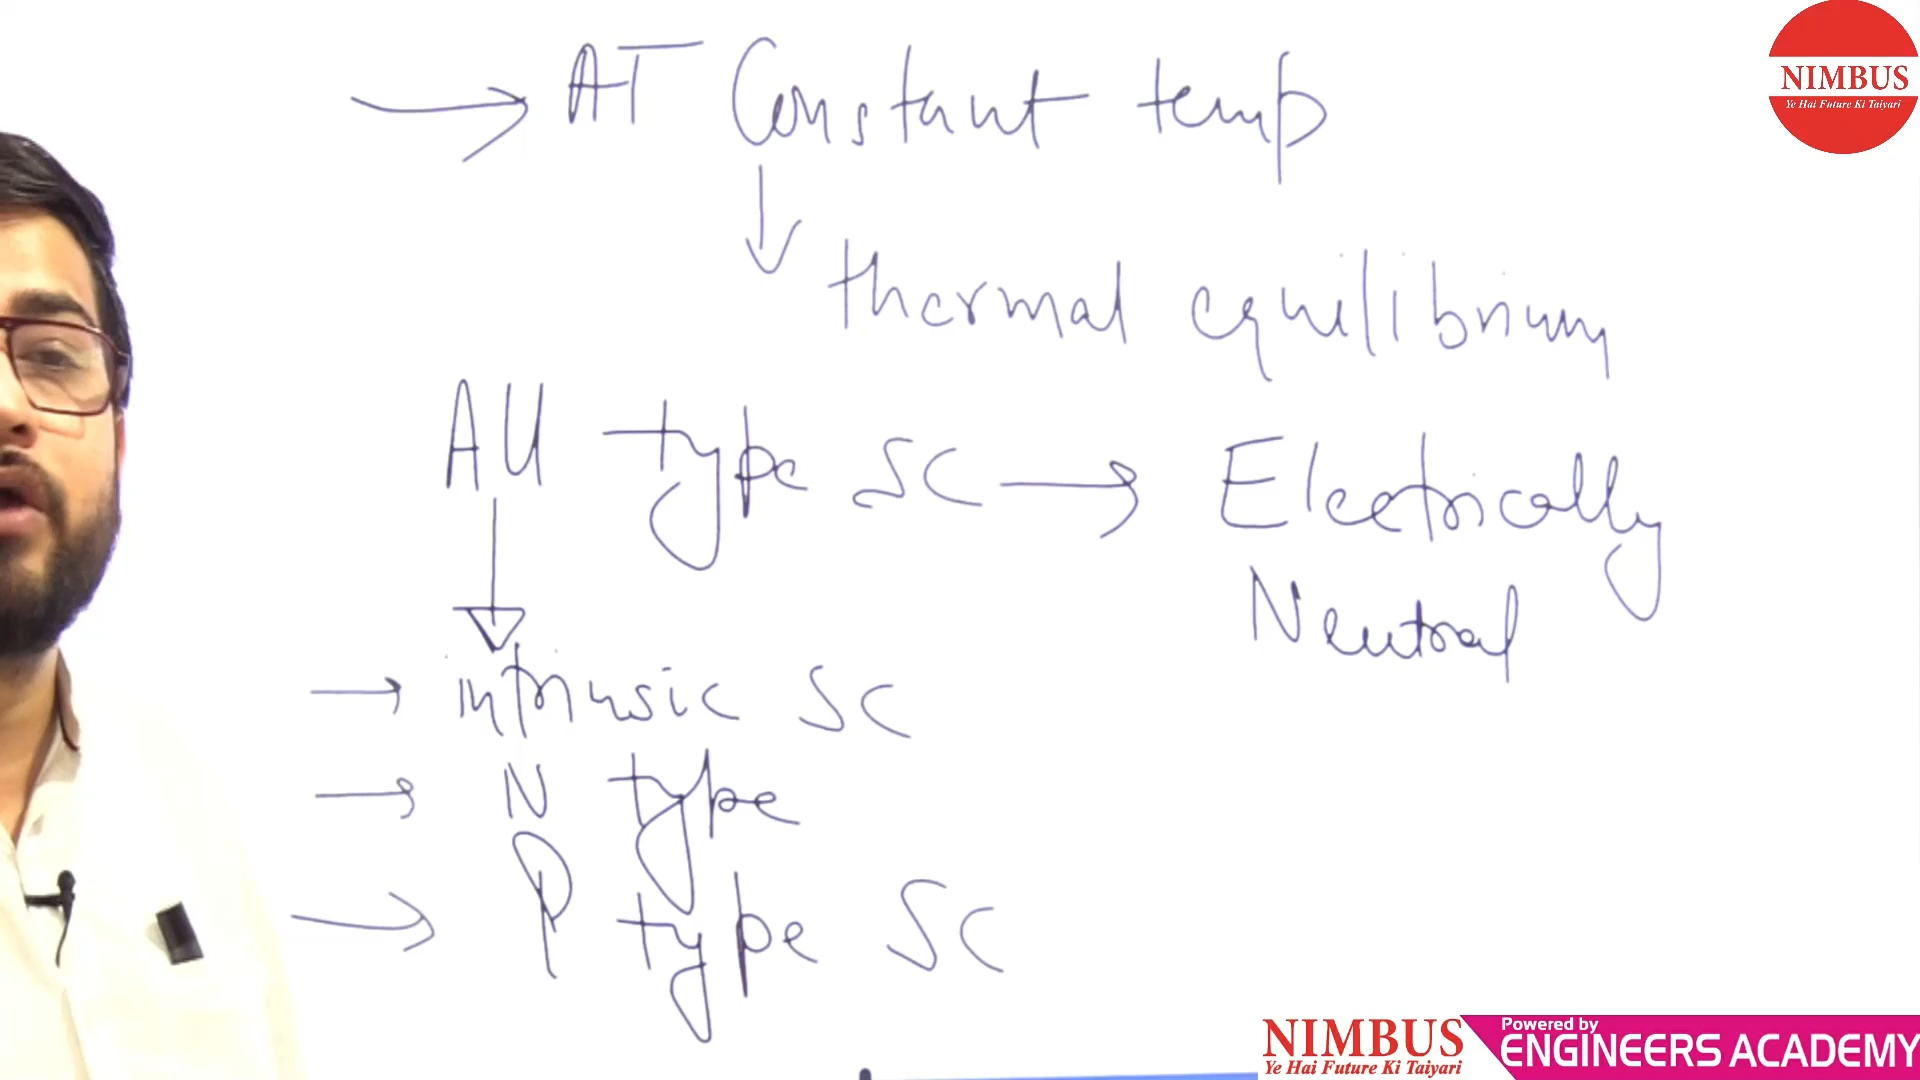 → AT Constant temp
NIMBUS
Ye Hai Future Ki Taiyari
↓ thermal equilibrium
All type SC → Electrically
Neutral
→ intrinsic SC
→ N type
→ P type SC
NIMBUS
Ye Hai Future Ki Taiyari
Powered by
ENGINEERS ACADEMY